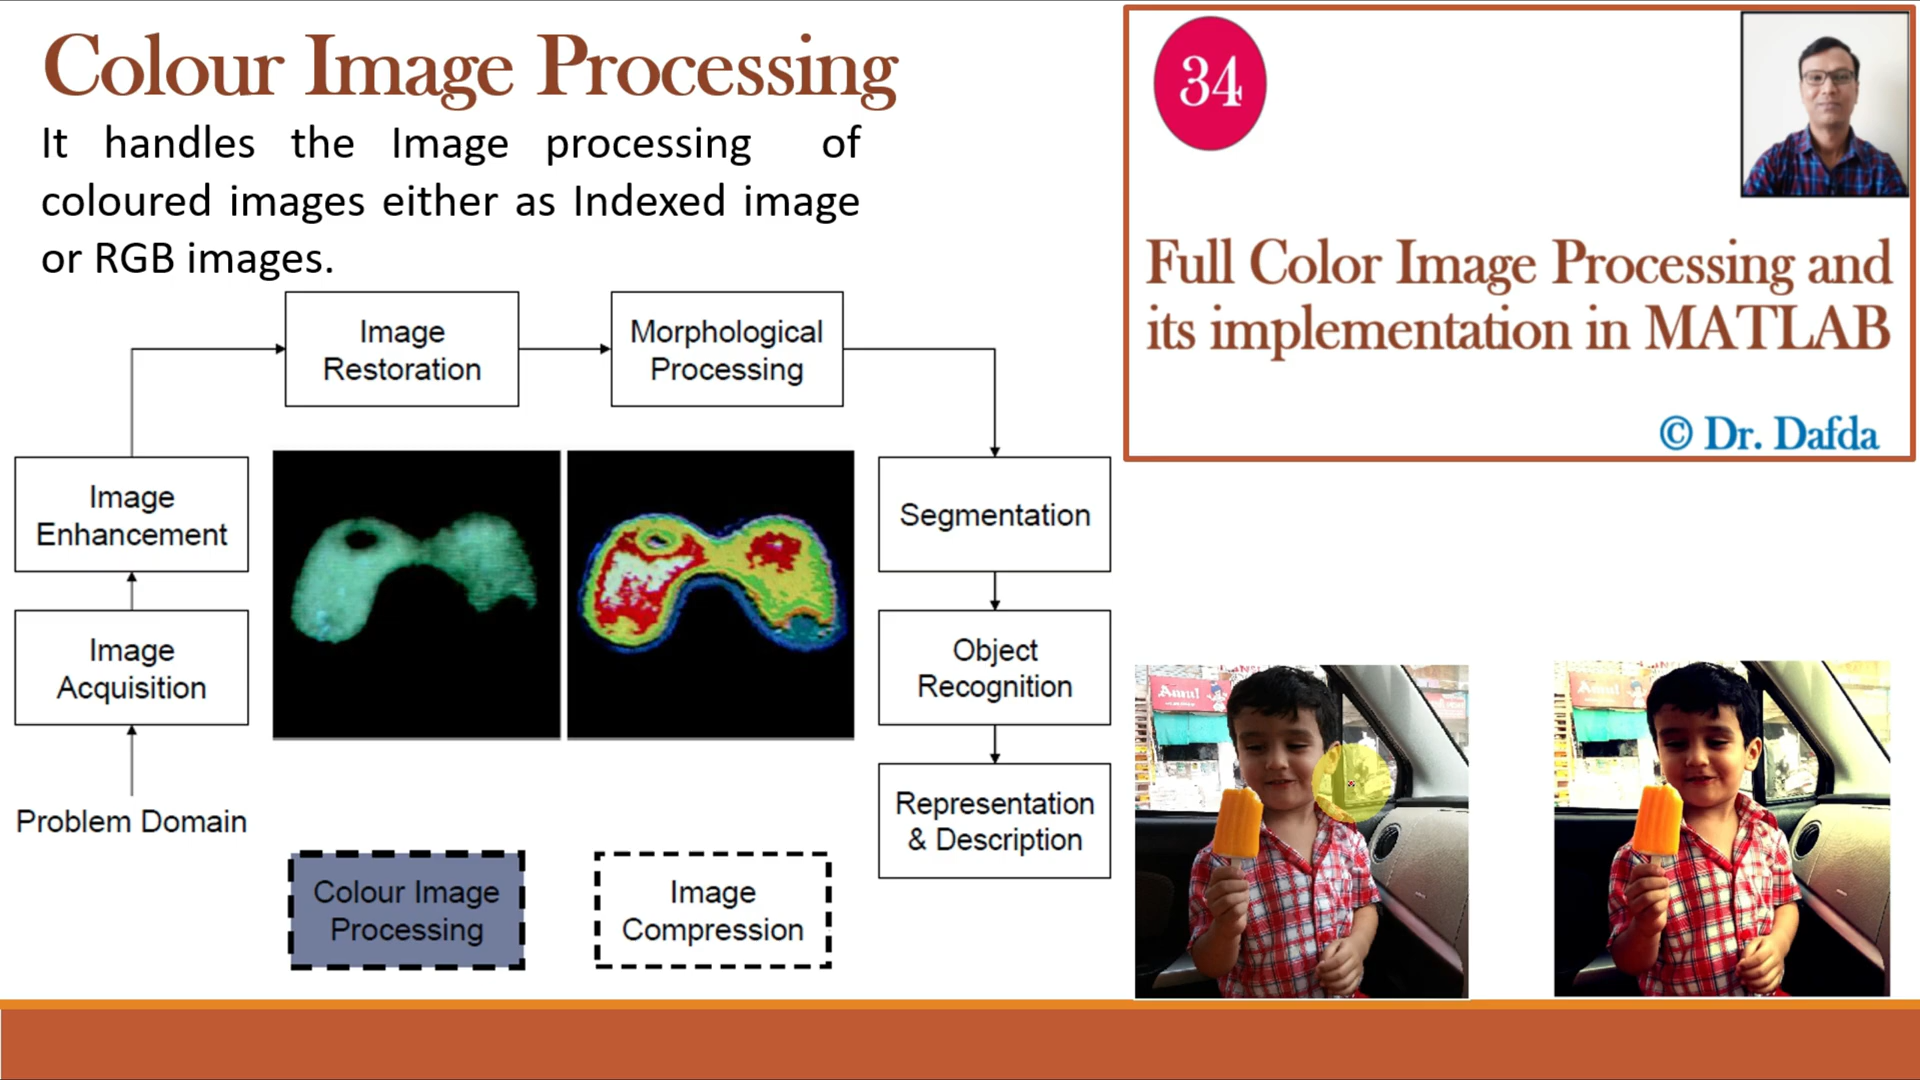 Colour Image Processing
It handles the Image processing of
coloured images either as Indexed image
or RGB images.
34
Full Color Image Processing and
its implementation in MATLAB
© Dr. Dafda
Image
Restoration
Morphological
Processing
Image
Enhancement
Segmentation
Image
Acquisition
Object
Recognition
Problem Domain
Representation
& Description
Colour Image
Processing
Image
Compression
Amul